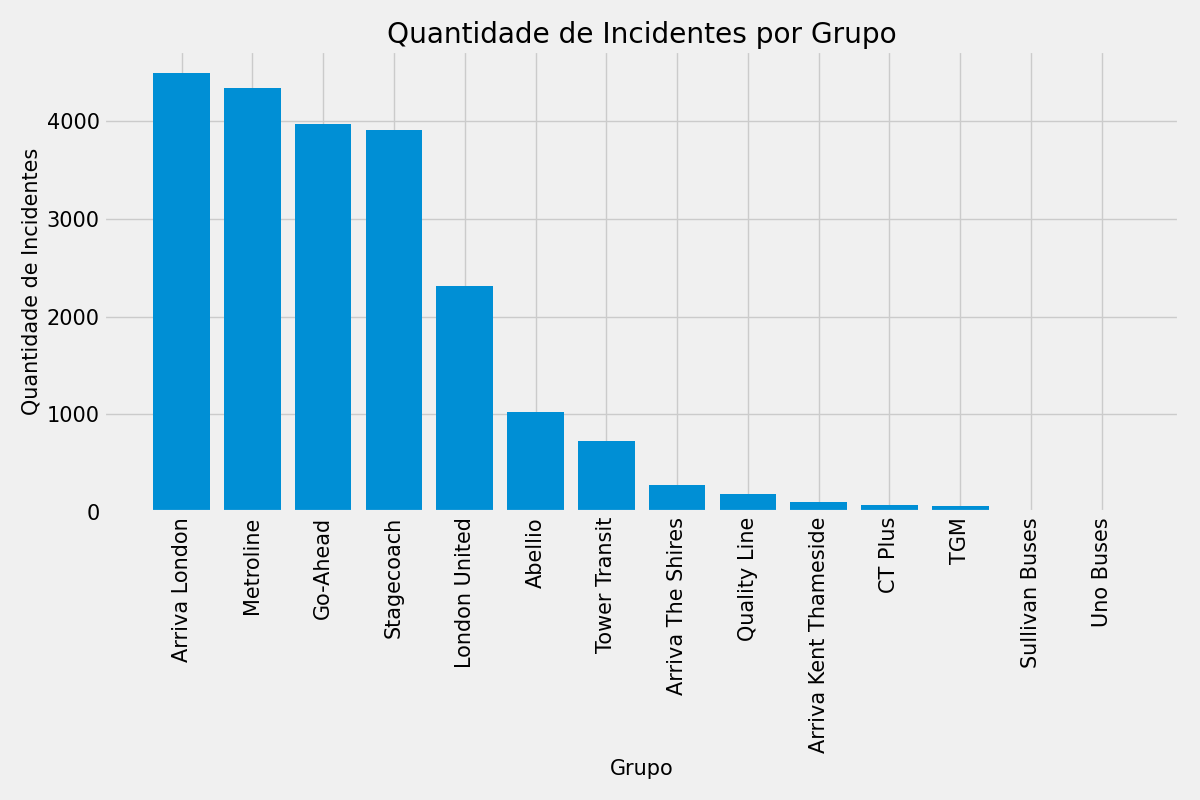 Quantidade de Incidentes por Grupo
Quantidade de Incidentes
4000
3000
2000
1000
0
Arriva London
Metroline
Go-Ahead
Stagecoach
London United
Abellio
Tower Transit
Arriva The Shires
Quality Line
Arriva Kent Thameside
CT Plus
TGM
Sullivan Buses
Uno Buses
Grupo